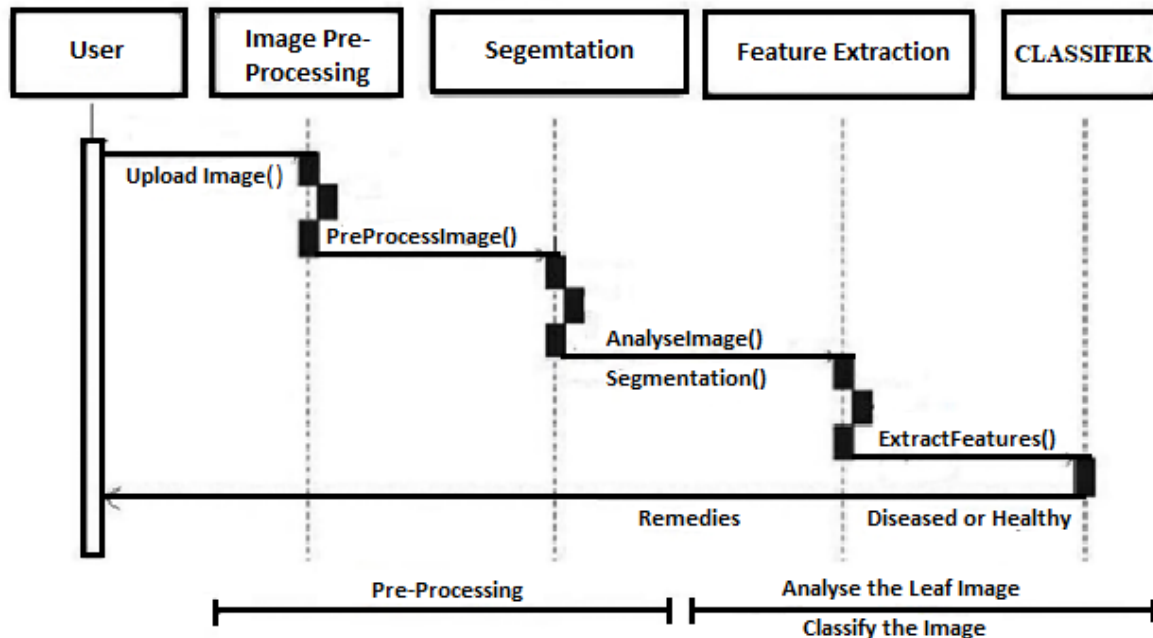 User
Image Pre-
Processing
Segemtation
Feature Extraction
CLASSIFIER
Upload Image()
PreProcessImage()
AnalyseImage()
Segmentation()
ExtractFeatures()
Remedies
Diseased or Healthy
Pre-Processing
Analyse the Leaf Image
Classify the Image